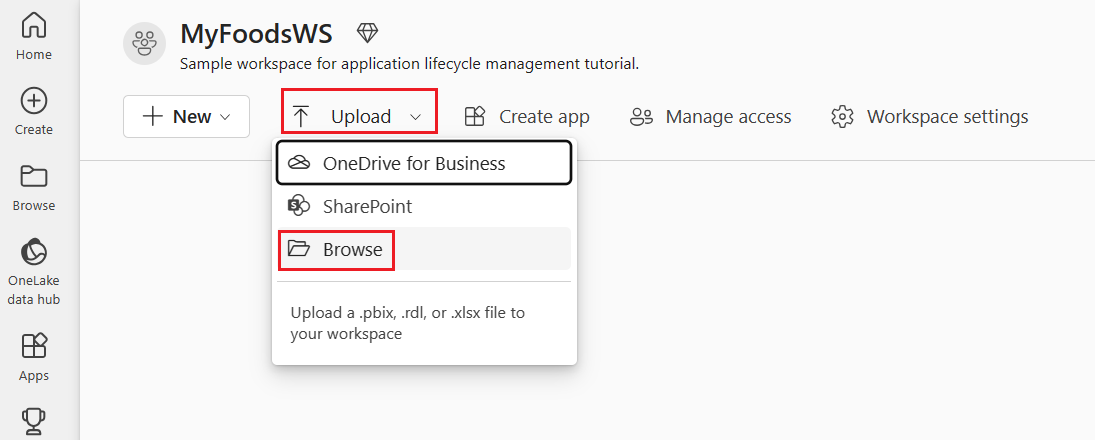 Home
Create
Browse
OneLake
data hub
Apps
MyFoodsWS
Sample workspace for application lifecycle management tutorial.
New
Upload
Create app
Manage access
Workspace settings
OneDrive for Business
SharePoint
Browse
Upload a .pbix, .rdl, or .xlsx file to
your workspace